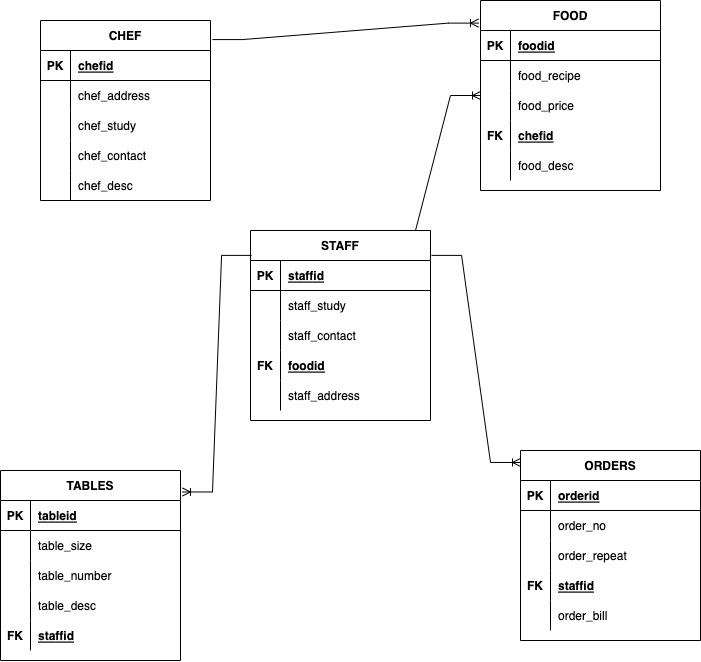 CHEF
PK chefid
chef_address
chef_study
chef_contact
chef_desc
FOOD
PK foodid
food_recipe
food_price
FK chefid
food_desc
STAFF
PK staffid
staff_study
staff_contact
FK foodid
staff_address
TABLES
PK tableid
table_size
table_number
table_desc
FK staffid
ORDERS
PK orderid
order_no
order_repeat
FK staffid
order_bill